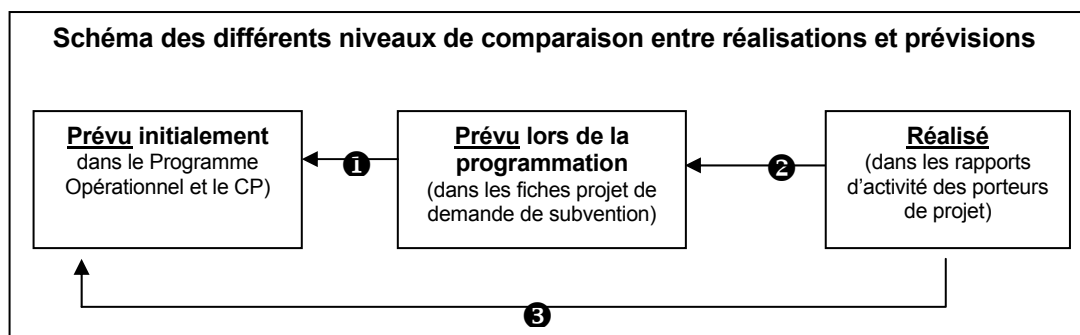 Schéma des différents niveaux de comparaison entre réalisations et prévisions
Prévu initialement
dans le Programme
Opérationnel et le CP)
❶
Prévu lors de la
programmation
(dans les fiches projet de
demande de subvention)
❷
Réalisé
(dans les rapports
d’activité des porteurs
de projet)
❸